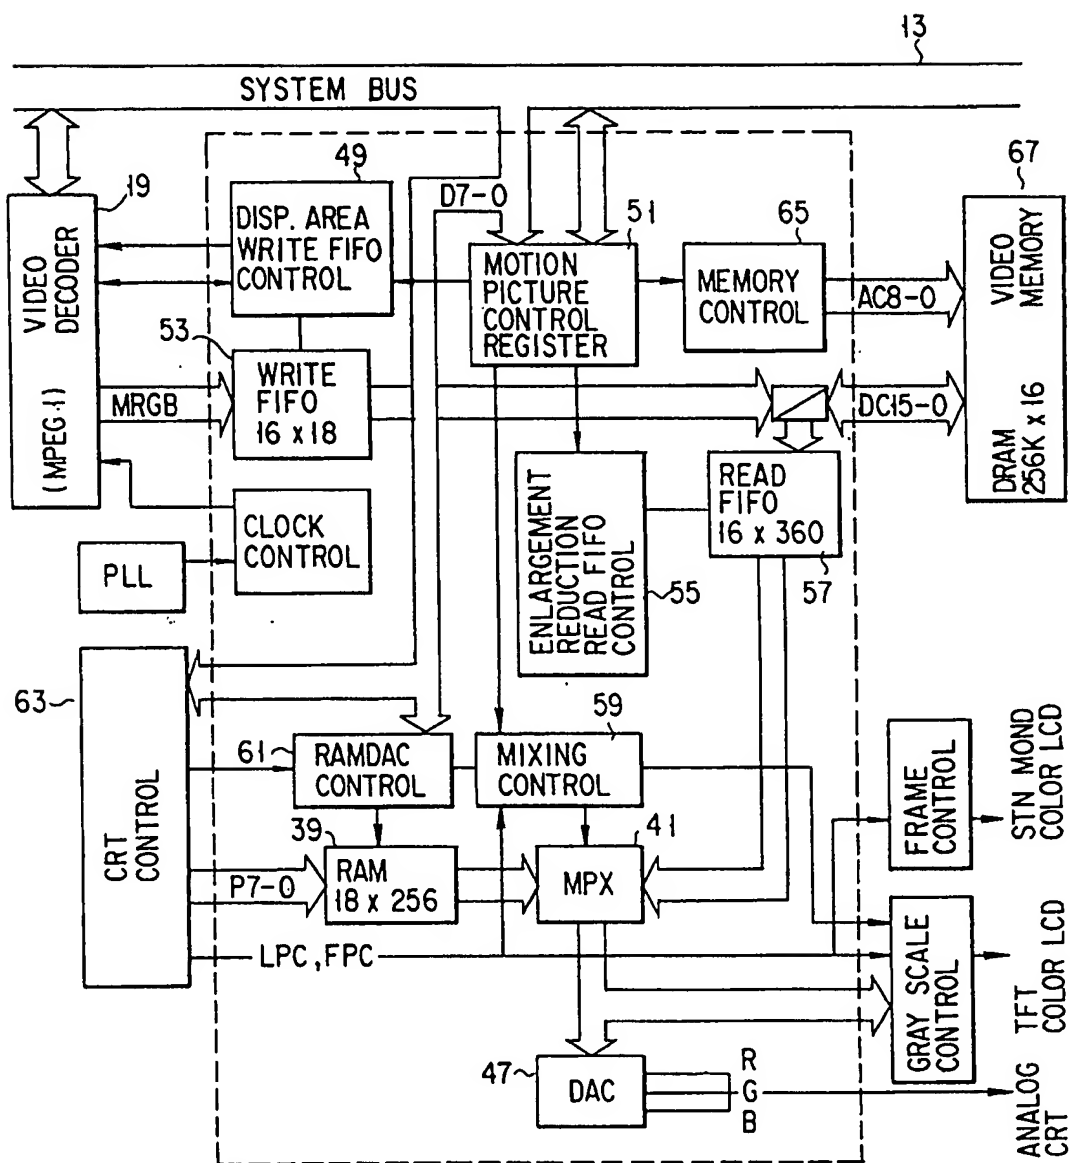 13
SYSTEM BUS
49
19
67
D7-0
51
65
DISP. AREA
WRITE FIFO
CONTROL
VIDEO
DECODER
(MPEG.1)
MOTION
PICTURE
CONTROL
REGISTER
MEMORY
CONTROL
AC8-0
VIDEO
MEMORY
DRAM
256K x 16
53
WRITE
FIFO
16 x 18
MRGB
DC15-0
READ
FIFO
16 x 360
57
ENLARGEMENT
REDUCTION
READ FIFO
CONTROL
55
CLOCK
CONTROL
PLL
63
CRT
CONTROL
61
RAMDAC
CONTROL
59
MIXING
CONTROL
39
RAM
18 x 256
P7-0
41
MPX
LPC, FPC
FRAME
CONTROL
STN MOND
COLOR LCD
GRAY SCALE
CONTROL
TFT
COLOR LCD
47
DAC
R
G
B
ANALOG
CRT